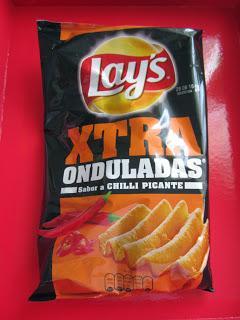 Lay's
XTRA
ONDULADAS
Sabor a CHILLI PICANTE